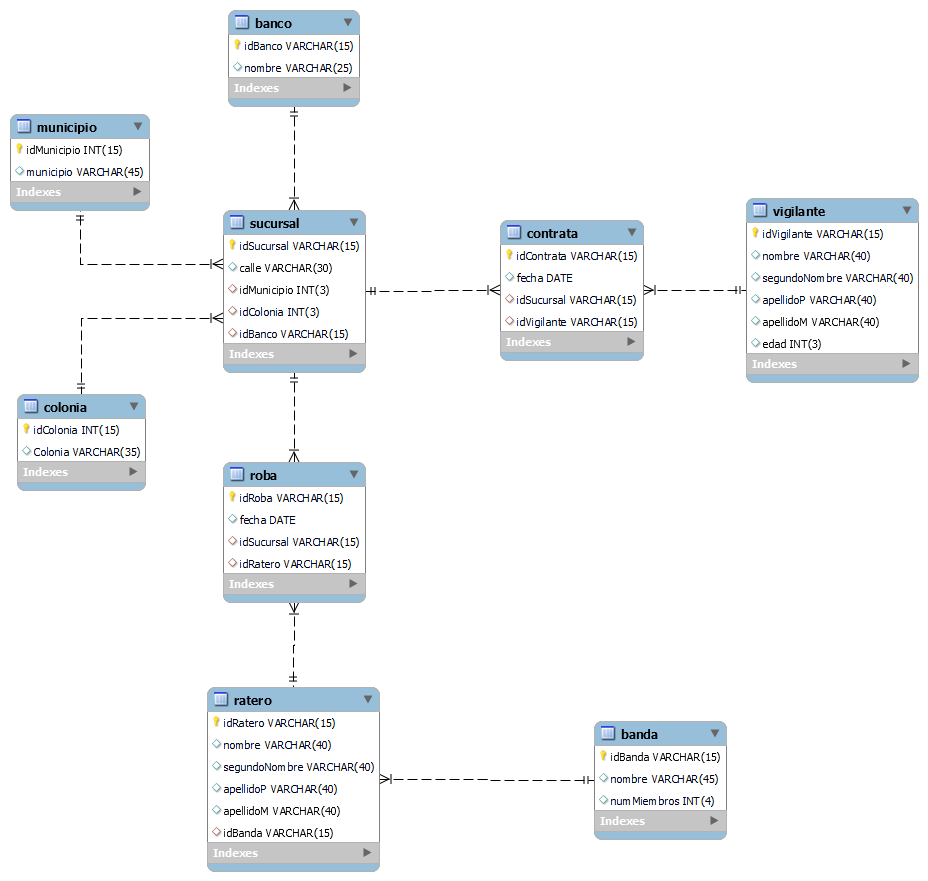 banco
idBanco VARCHAR(15)
nombre VARCHAR(25)
Indexes
municipio
idMunicipio INT(15)
municipio VARCHAR(45)
Indexes
sucursal
idSucursal VARCHAR(15)
calle VARCHAR(30)
idMunicipio INT(3)
idColonia INT(3)
idBanco VARCHAR(15)
Indexes
contrata
idContrata VARCHAR(15)
fecha DATE
idSucursal VARCHAR(15)
idVigilante VARCHAR(15)
Indexes
vigilante
idVigilante VARCHAR(15)
nombre VARCHAR(40)
segundoNombre VARCHAR(40)
apellidoP VARCHAR(40)
apellidoM VARCHAR(40)
edad INT(3)
Indexes
colonia
idColonia INT(15)
Colonia VARCHAR(35)
Indexes
roba
idRoba VARCHAR(15)
fecha DATE
idSucursal VARCHAR(15)
idRatero VARCHAR(15)
Indexes
ratero
idRatero VARCHAR(15)
nombre VARCHAR(40)
segundoNombre VARCHAR(40)
apellidoP VARCHAR(40)
apellidoM VARCHAR(40)
idBanda VARCHAR(15)
Indexes
banda
idBanda VARCHAR(15)
nombre VARCHAR(45)
numMiembros INT(4)
Indexes